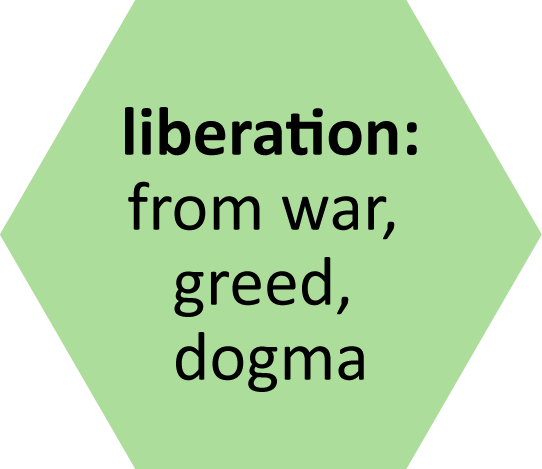 liberation:
from war,
greed,
dogma